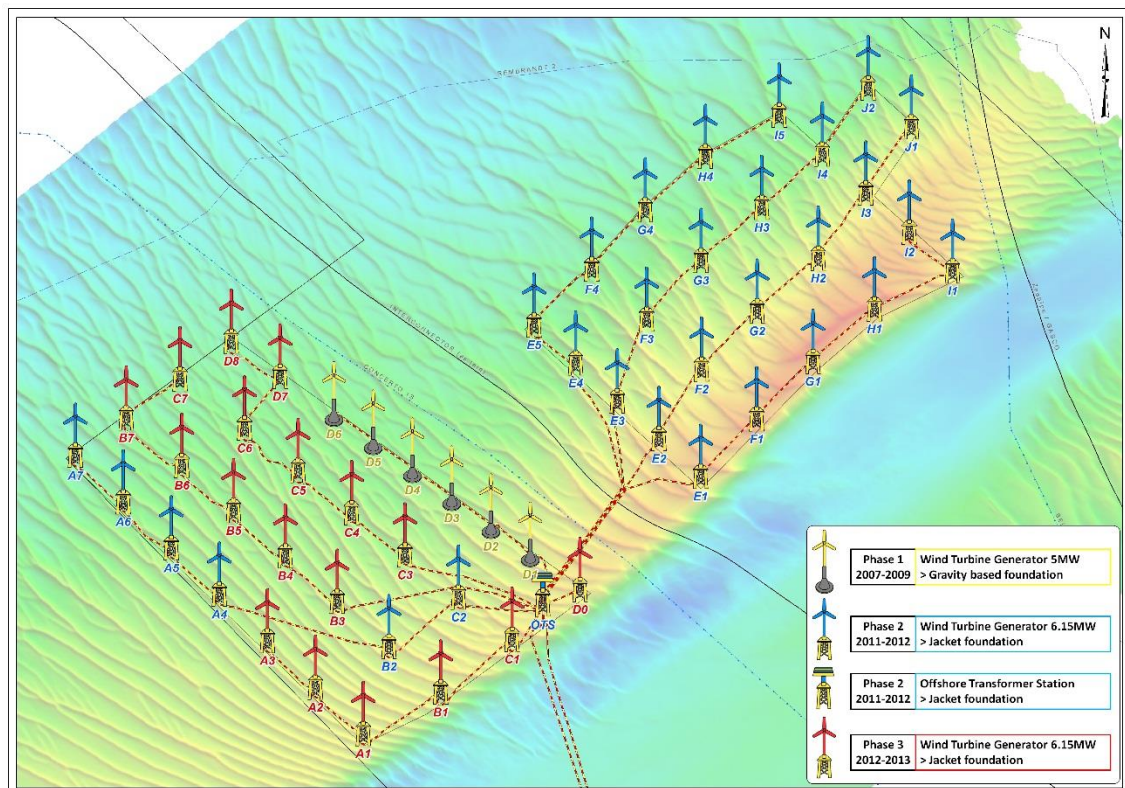 N
REMBRANDT 2
J2
J1
I5
I4
H4
I3
H3
G4
I2
H2
G3
I1
F4
G2
H1
F3
E5
F2
G1
E4
E3
F1
E2
E1
INTERCONNECTOR
CONCERTO 1S
D8
D7
C7
D6
B7
C6
D5
A7
B6
C5
D4
A6
B5
C4
D3
A5
B4
C3
D2
D1
A4
B3
C2
OTS
D0
A3
B2
C1
A2
B1
A1
Phase 1
2007-2009
Wind Turbine Generator 5MW
> Gravity based foundation
Phase 2
2011-2012
Wind Turbine Generator 6.15MW
> Jacket foundation
Phase 2
2011-2012
Offshore Transformer Station
> Jacket foundation
Phase 3
2012-2013
Wind Turbine Generator 6.15MW
> Jacket foundation